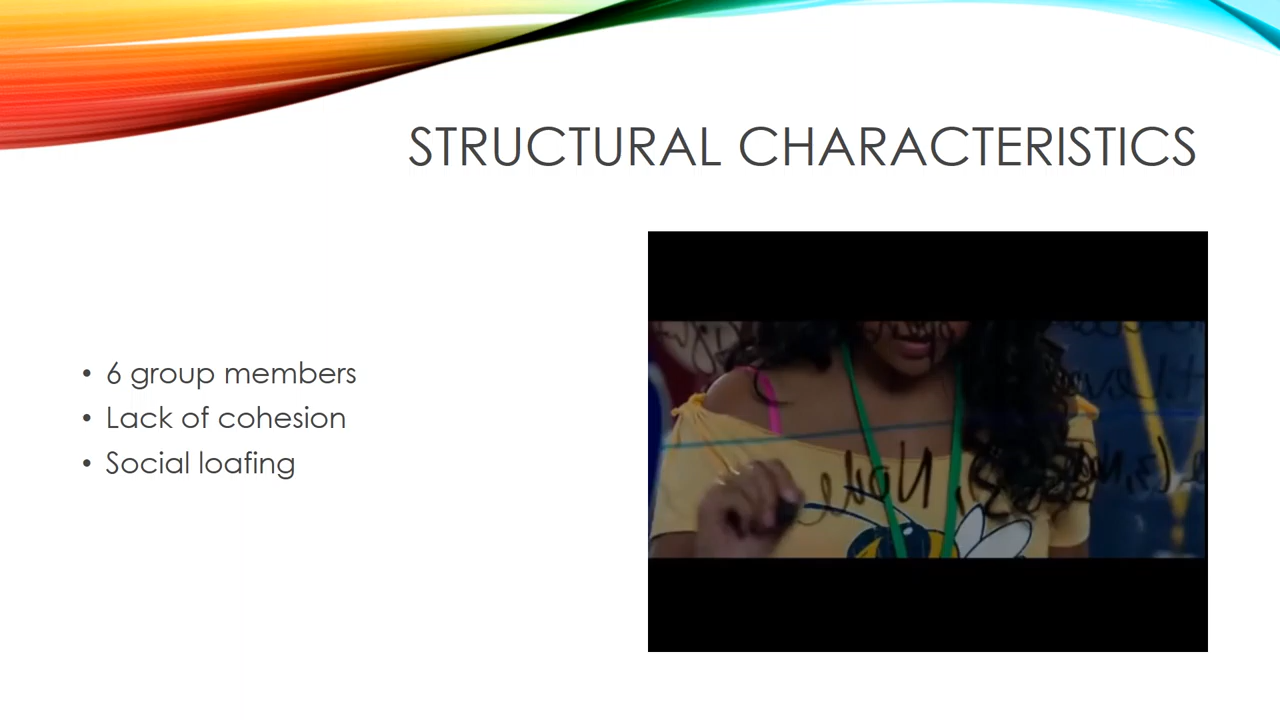 STRUCTURAL CHARACTERISTICS
• 6 group members
• Lack of cohesion
• Social loafing